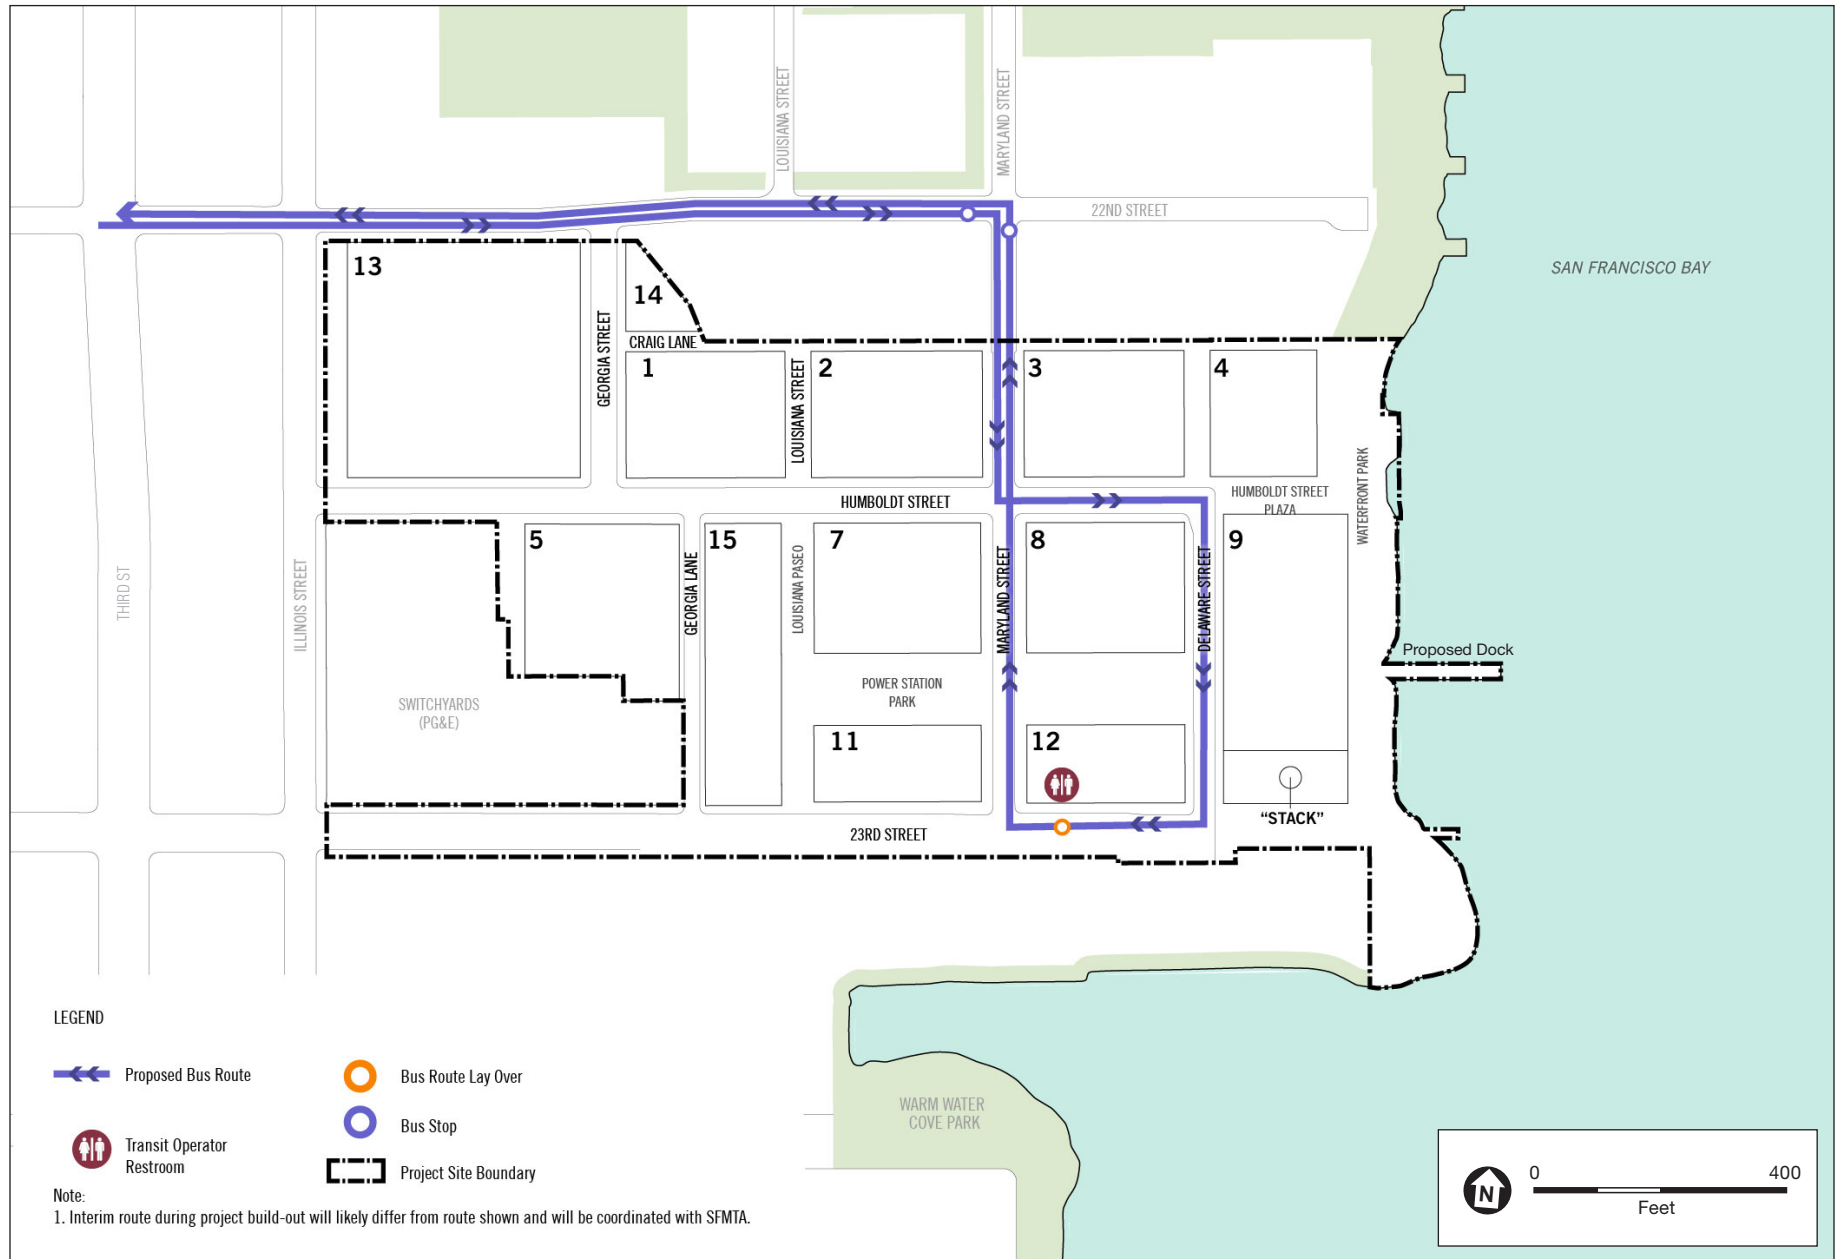 LOUISIANA STREET
MARYLAND STREET
22ND STREET
SAN FRANCISCO BAY
13
14
GEORGIA STREET
CRAIG LANE
1
LOUISIANA STREET
2
3
4
WATERFRONT PARK
HUMBOLDT STREET
HUMBOLDT STREET
PLAZA
THIRD ST
ILLINOIS STREET
5
GEORGIA LANE
15
LOUISIANA PASEO
7
MARYLAND STREET
8
DELAWARE STREET
9
Proposed Dock
SWITCHYARDS
(PG&E)
POWER STATION
PARK
11
12
"STACK"
23RD STREET
WARM WATER
COVE PARK
LEGEND
Proposed Bus Route
Bus Route Lay Over
Bus Stop
Transit Operator
Restroom
Project Site Boundary
Note:
1. Interim route during project build-out will likely differ from route shown and will be coordinated with SFMTA.
N
0 400
Feet